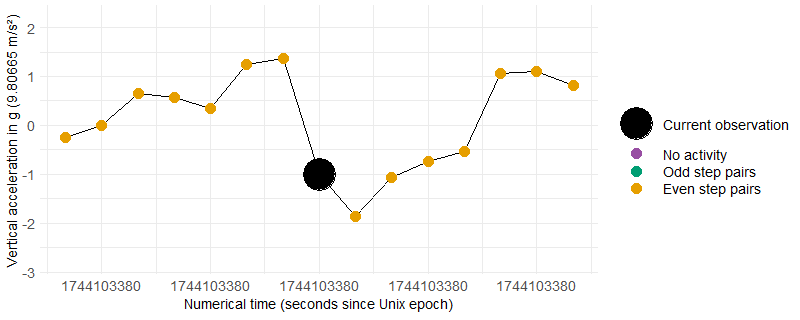 Vertical acceleration in g (9.80665 m/s²)
2
1
0
-1
-2
-3
1744103380 1744103380 1744103380 1744103380 1744103380
Numerical time (seconds since Unix epoch)
Current observation
No activity
Odd step pairs
Even step pairs